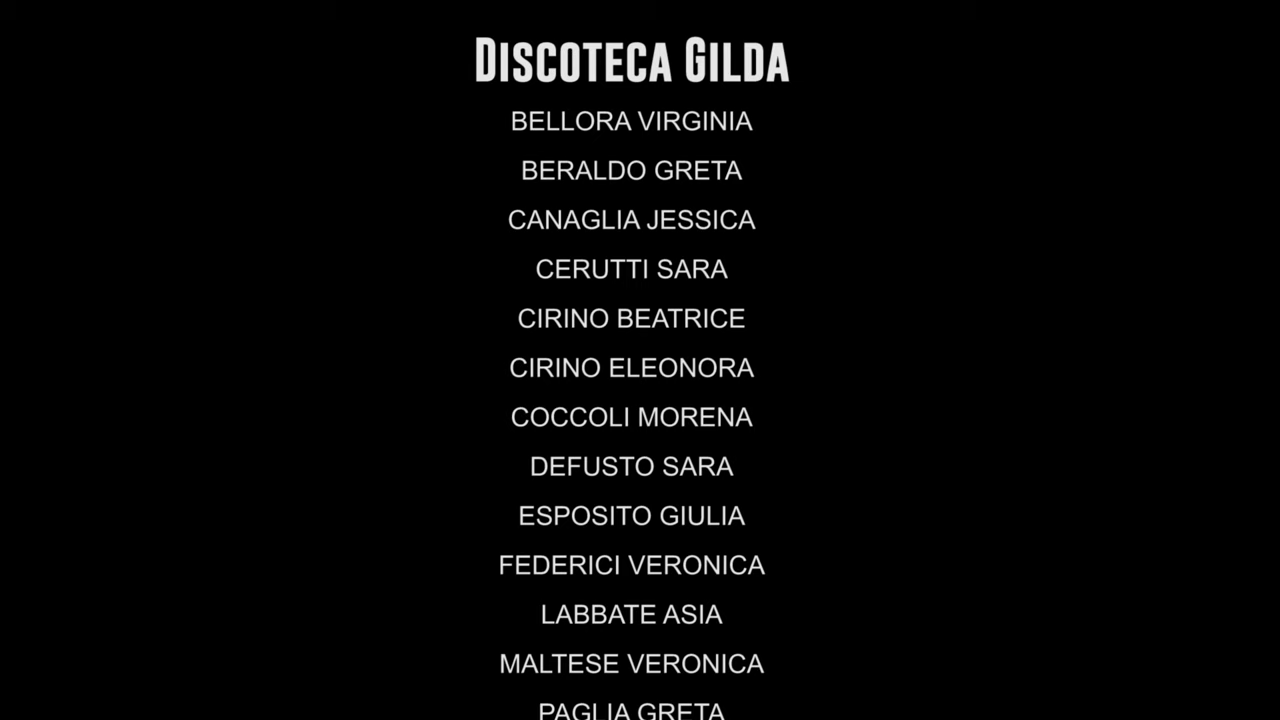 DISCOTECA GILDA
BELLORA VIRGINIA
BERALDO GRETA
CANAGLIA JESSICA
CERUTTI SARA
CIRINO BEATRICE
CIRINO ELEONORA
COCCOLI MORENA
DEFUSTO SARA
ESPOSITO GIULIA
FEDERICI VERONICA
LABBATE ASIA
MALTESE VERONICA
PAGLIA GRETA